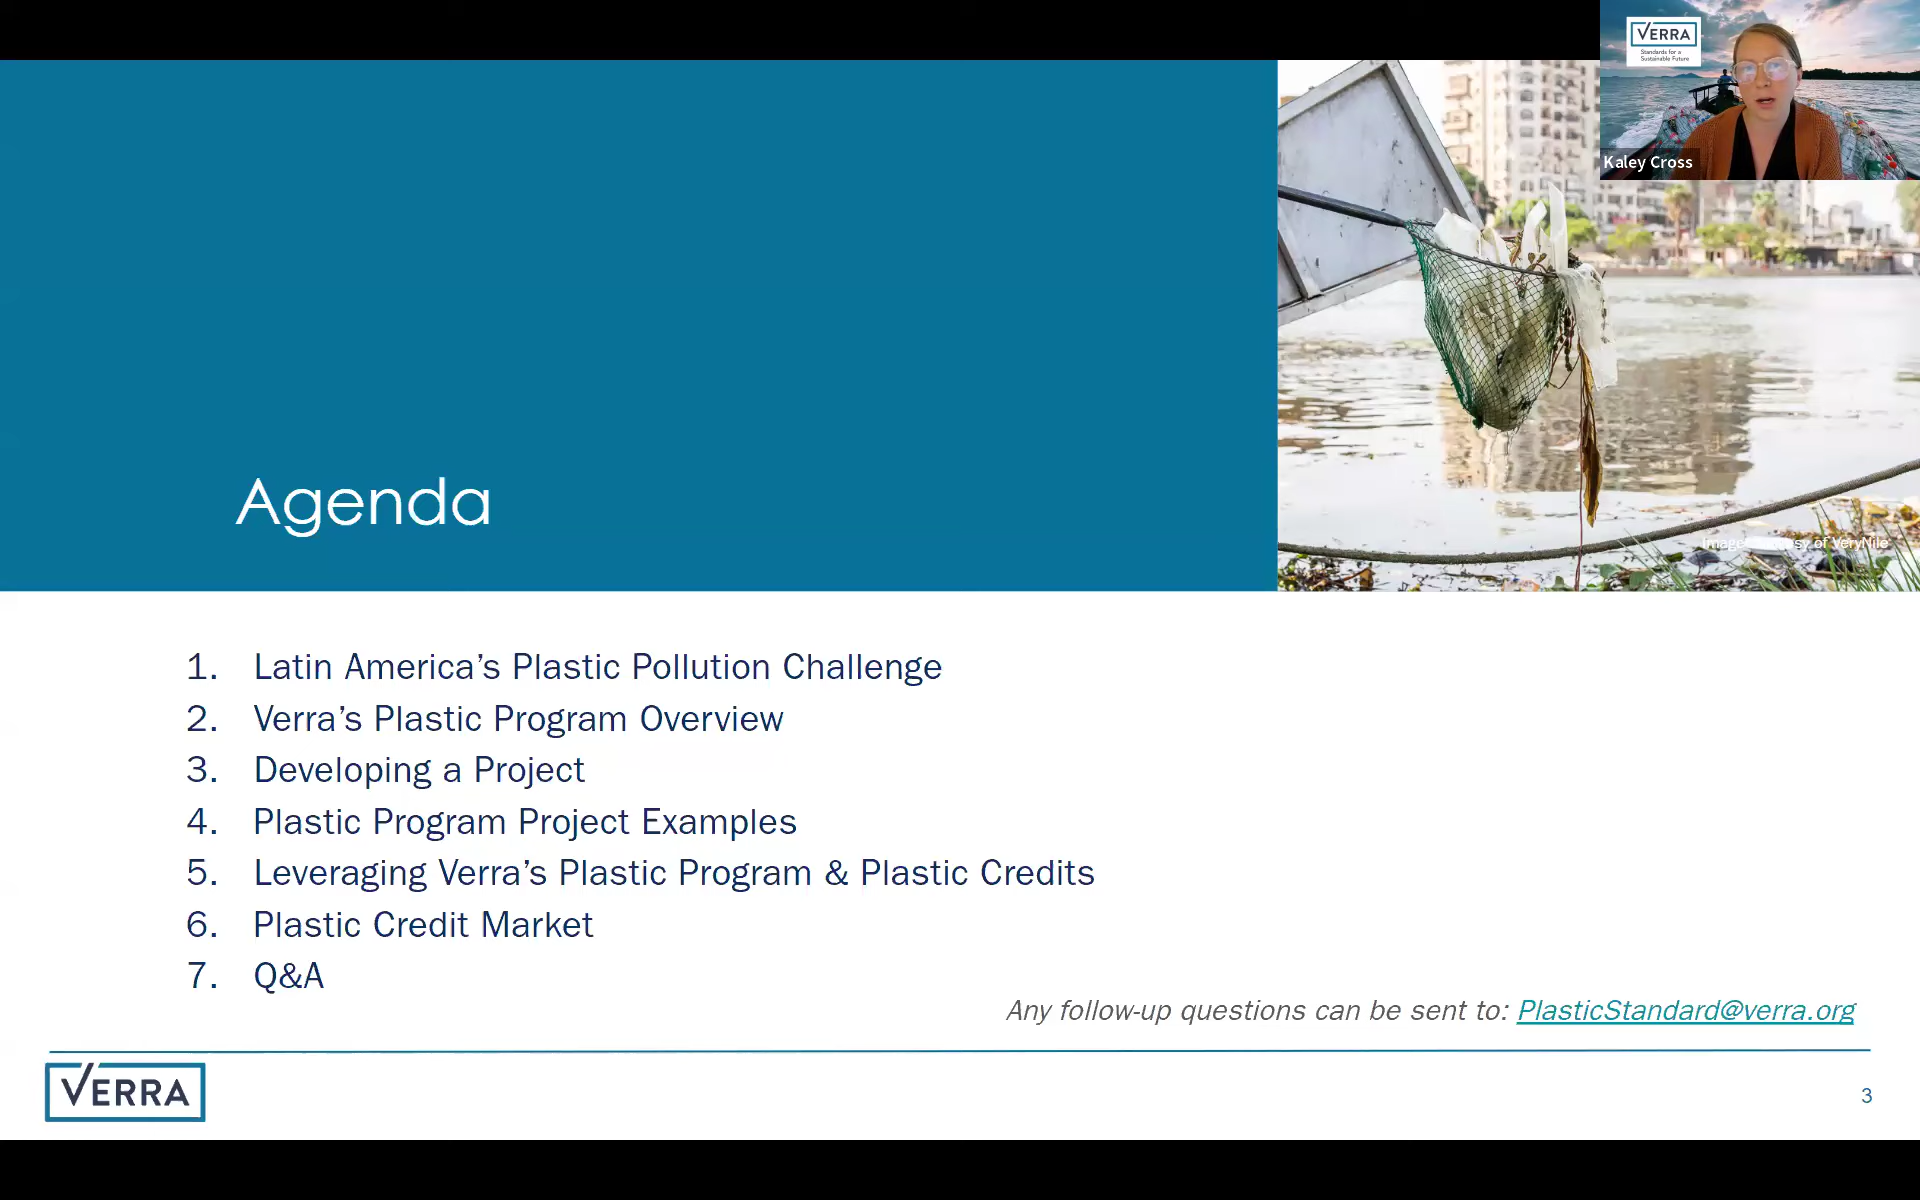 VERRA
Standards for a
Sustainable Future
Kaley Cross
Agenda
Image Courtesy of VeryNile
1. Latin America’s Plastic Pollution Challenge
2. Verra’s Plastic Program Overview
3. Developing a Project
4. Plastic Program Project Examples
5. Leveraging Verra’s Plastic Program & Plastic Credits
6. Plastic Credit Market
7. Q&A
Any follow-up questions can be sent to: PlasticStandard@verra.org
VERRA
3